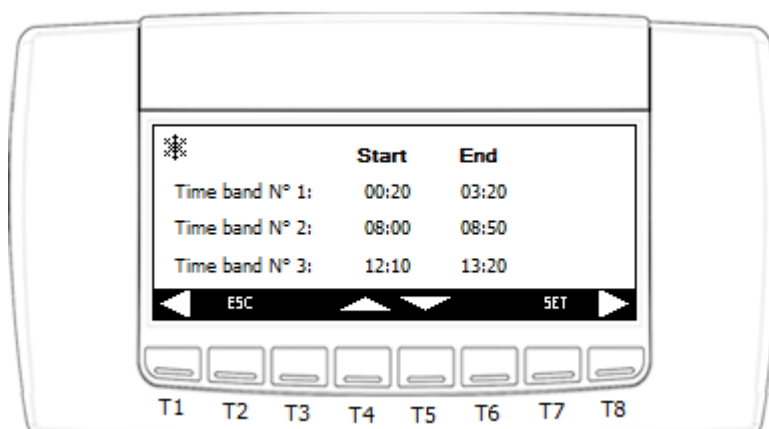 Start End
Time band N° 1: 00:20 03:20
Time band N° 2: 08:00 08:50
Time band N° 3: 12:10 13:20
ESC SET
T1 T2 T3 T4 T5 T6 T7 T8